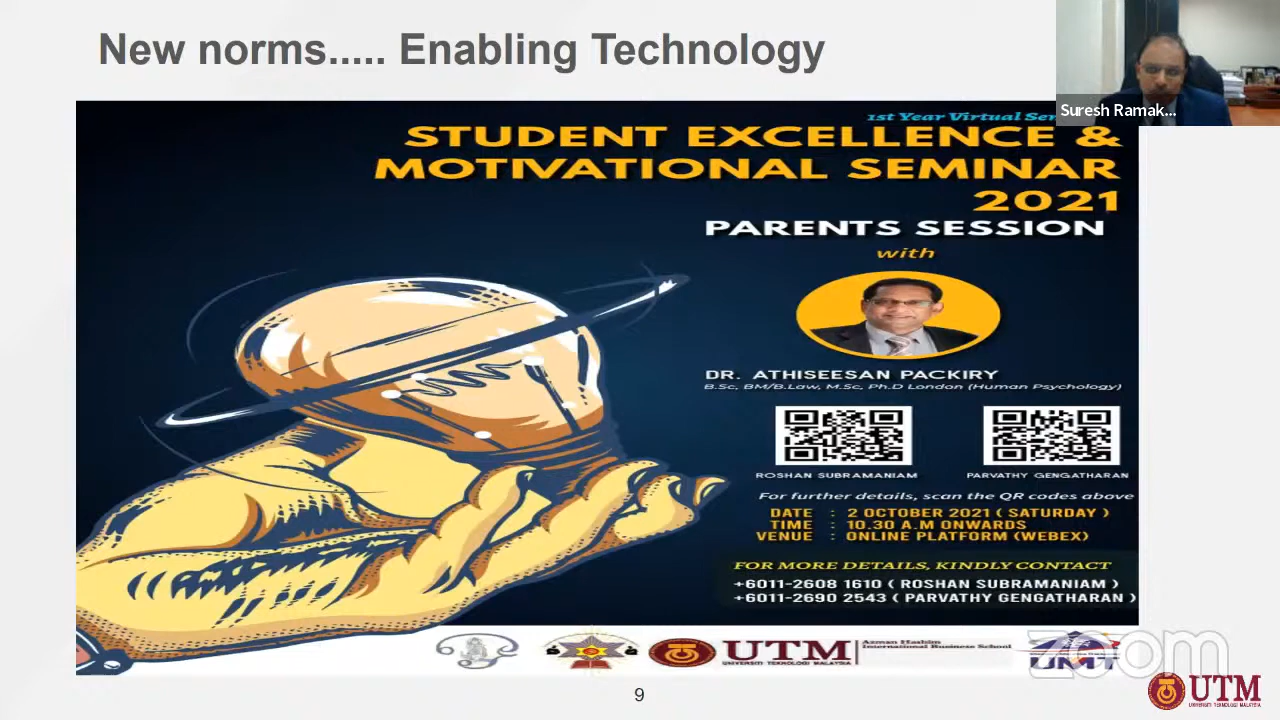 New norms..... Enabling Technology
Suresh Ramak...
1st Year Virtual
STUDENT EXCELLENCE &
MOTIVATIONAL SEMINAR
2021
PARENTS SESSION
with
DR. ATHISEESAN PACKIRY
B.Sc, BM/B.Law, M.Sc, Ph.D London (Human Psychology)
ROSHAN SUBRAMANIAM
PARVATHY GENGATHARAN
For further details, scan the QR codes above
DATE : 2 OCTOBER 2021 ( SATURDAY )
TIME : 10.30 A.M ONWARDS
VENUE : ONLINE PLATFORM (WEBEX)
FOR MORE DETAILS, KINDLY CONTACT
+6011-2608 1610 ( ROSHAN SUBRAMANIAM )
+6011-2690 2543 ( PARVATHY GENGATHARAN )
UTM
UNIVERSITI TEKNOLOGI MALAYSIA
Azman Hashim
International Business School
UMT
zoom
9
UTM
UNIVERSITI TEKNOLOGI MALAYSIA